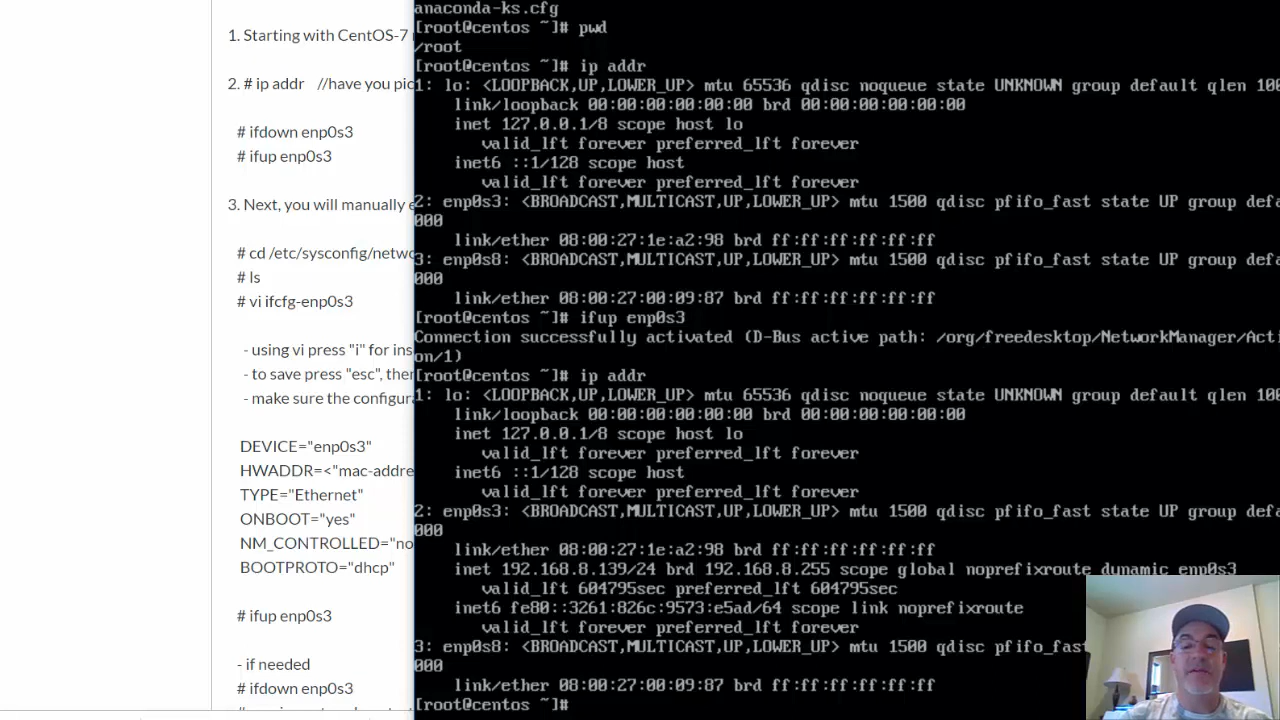 1. Starting with CentOS-7
2. # ip addr //have you pic
# ifdown enp0s3
# ifup enp0s3
3. Next, you will manually e
# cd /etc/sysconfig/netwo
# ls
# vi ifcfg-enp0s3
- using vi press "i" for ins
- to save press "esc", then
- make sure the configura
DEVICE="enp0s3"
HWADDR=<"mac-addre
TYPE="Ethernet"
ONBOOT="yes"
NM_CONTROLLED="no
BOOTPROTO="dhcp"
# ifup enp0s3
- if needed
# ifdown enp0s3
anaconda-ks.cfg
[root@centos ~]# pwd
/root
[root@centos ~]# ip addr
1: lo: <LOOPBACK,UP,LOWER_UP> mtu 65536 qdisc noqueue state UNKNOWN group default qlen 100
link/loopback 00:00:00:00:00:00 brd 00:00:00:00:00:00
inet 127.0.0.1/8 scope host lo
valid_lft forever preferred_lft forever
inet6 ::1/128 scope host
valid_lft forever preferred_lft forever
2: enp0s3: <BROADCAST,MULTICAST,UP,LOWER_UP> mtu 1500 qdisc pfifo_fast state UP group defa
000
link/ether 08:00:27:1e:a2:98 brd ff:ff:ff:ff:ff:ff
3: enp0s8: <BROADCAST,MULTICAST,UP,LOWER_UP> mtu 1500 qdisc pfifo_fast state UP group defa
000
link/ether 08:00:27:00:09:87 brd ff:ff:ff:ff:ff:ff
[root@centos ~]# ifup enp0s3
Connection successfully activated (D-Bus active path: /org/freedesktop/NetworkManager/Acti
on/1)
[root@centos ~]# ip addr
1: lo: <LOOPBACK,UP,LOWER_UP> mtu 65536 qdisc noqueue state UNKNOWN group default qlen 100
link/loopback 00:00:00:00:00:00 brd 00:00:00:00:00:00
inet 127.0.0.1/8 scope host lo
valid_lft forever preferred_lft forever
inet6 ::1/128 scope host
valid_lft forever preferred_lft forever
2: enp0s3: <BROADCAST,MULTICAST,UP,LOWER_UP> mtu 1500 qdisc pfifo_fast state UP group defa
000
link/ether 08:00:27:1e:a2:98 brd ff:ff:ff:ff:ff:ff
inet 192.168.8.139/24 brd 192.168.8.255 scope global noprefixroute dynamic enp0s3
valid_lft 604795sec preferred_lft 604795sec
inet6 fe80::3261:826c:9573:e5ad/64 scope link noprefixroute
valid_lft forever preferred_lft forever
3: enp0s8: <BROADCAST,MULTICAST,UP,LOWER_UP> mtu 1500 qdisc pfifo_fast
000
link/ether 08:00:27:00:09:87 brd ff:ff:ff:ff:ff:ff
[root@centos ~]#